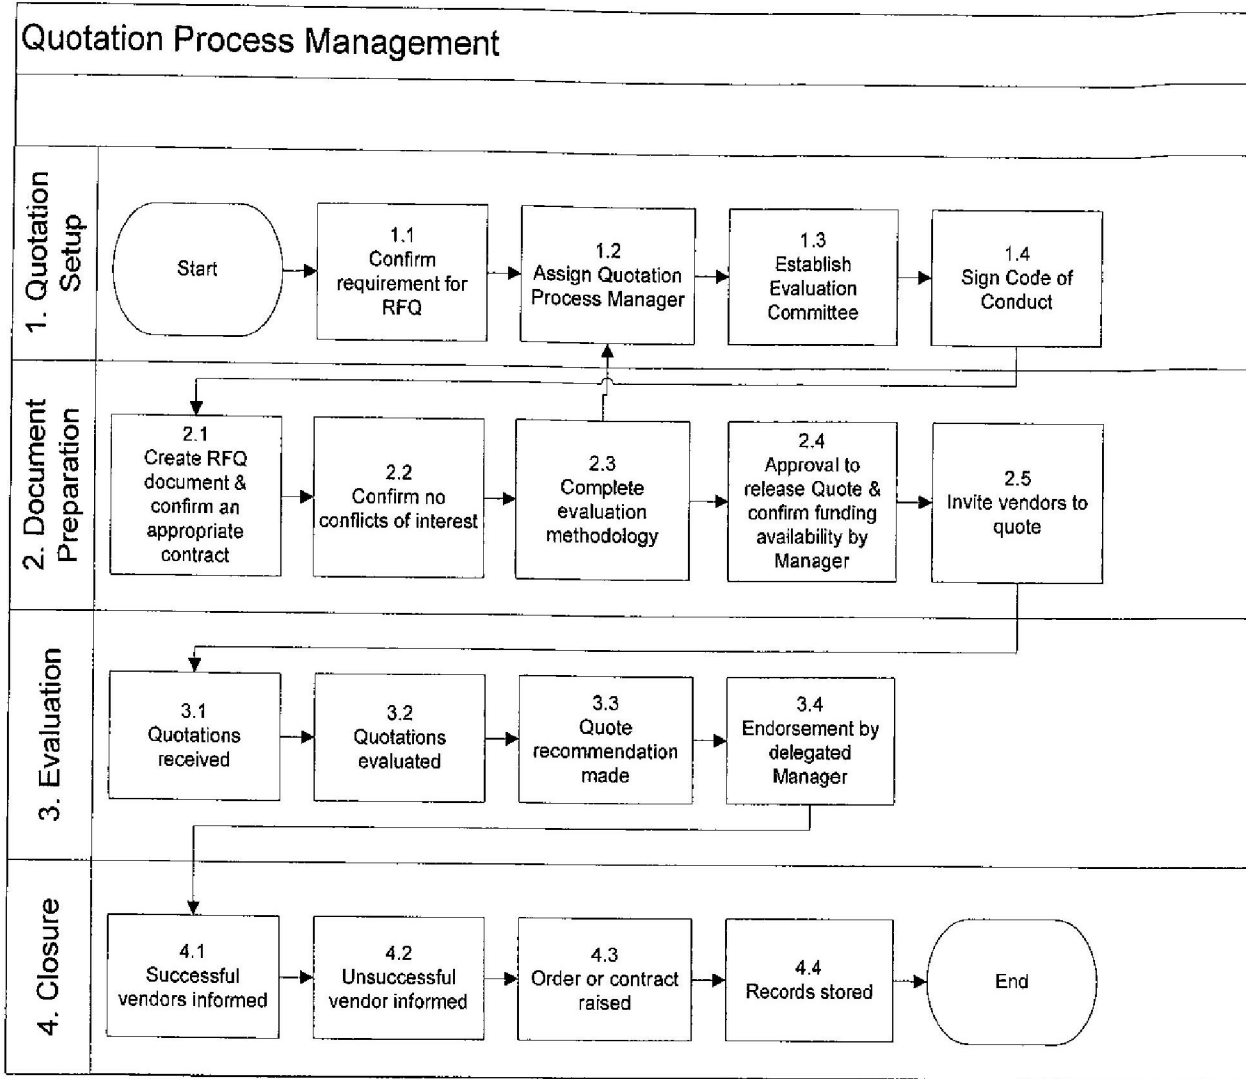 Quotation Process Management
1. Quotation
Setup
Start
1.1
Confirm
requirement for
RFQ
1.2
Assign Quotation
Process Manager
1.3
Establish
Evaluation
Committee
1.4
Sign Code of
Conduct
2. Document
Preparation
2.1
Create RFQ
document &
confirm an
appropriate
contract
2.2
Confirm no
conflicts of interest
2.3
Complete
evaluation
methodology
2.4
Approval to
release Quote &
confirm funding
availability by
Manager
2.5
Invite vendors to
quote
3. Evaluation
3.1
Quotations
received
3.2
Quotations
evaluated
3.3
Quote
recommendation
made
3.4
Endorsement by
delegated
Manager
4. Closure
4.1
Successful
vendors informed
4.2
Unsuccessful
vendor informed
4.3
Order or contract
raised
4.4
Records stored
End